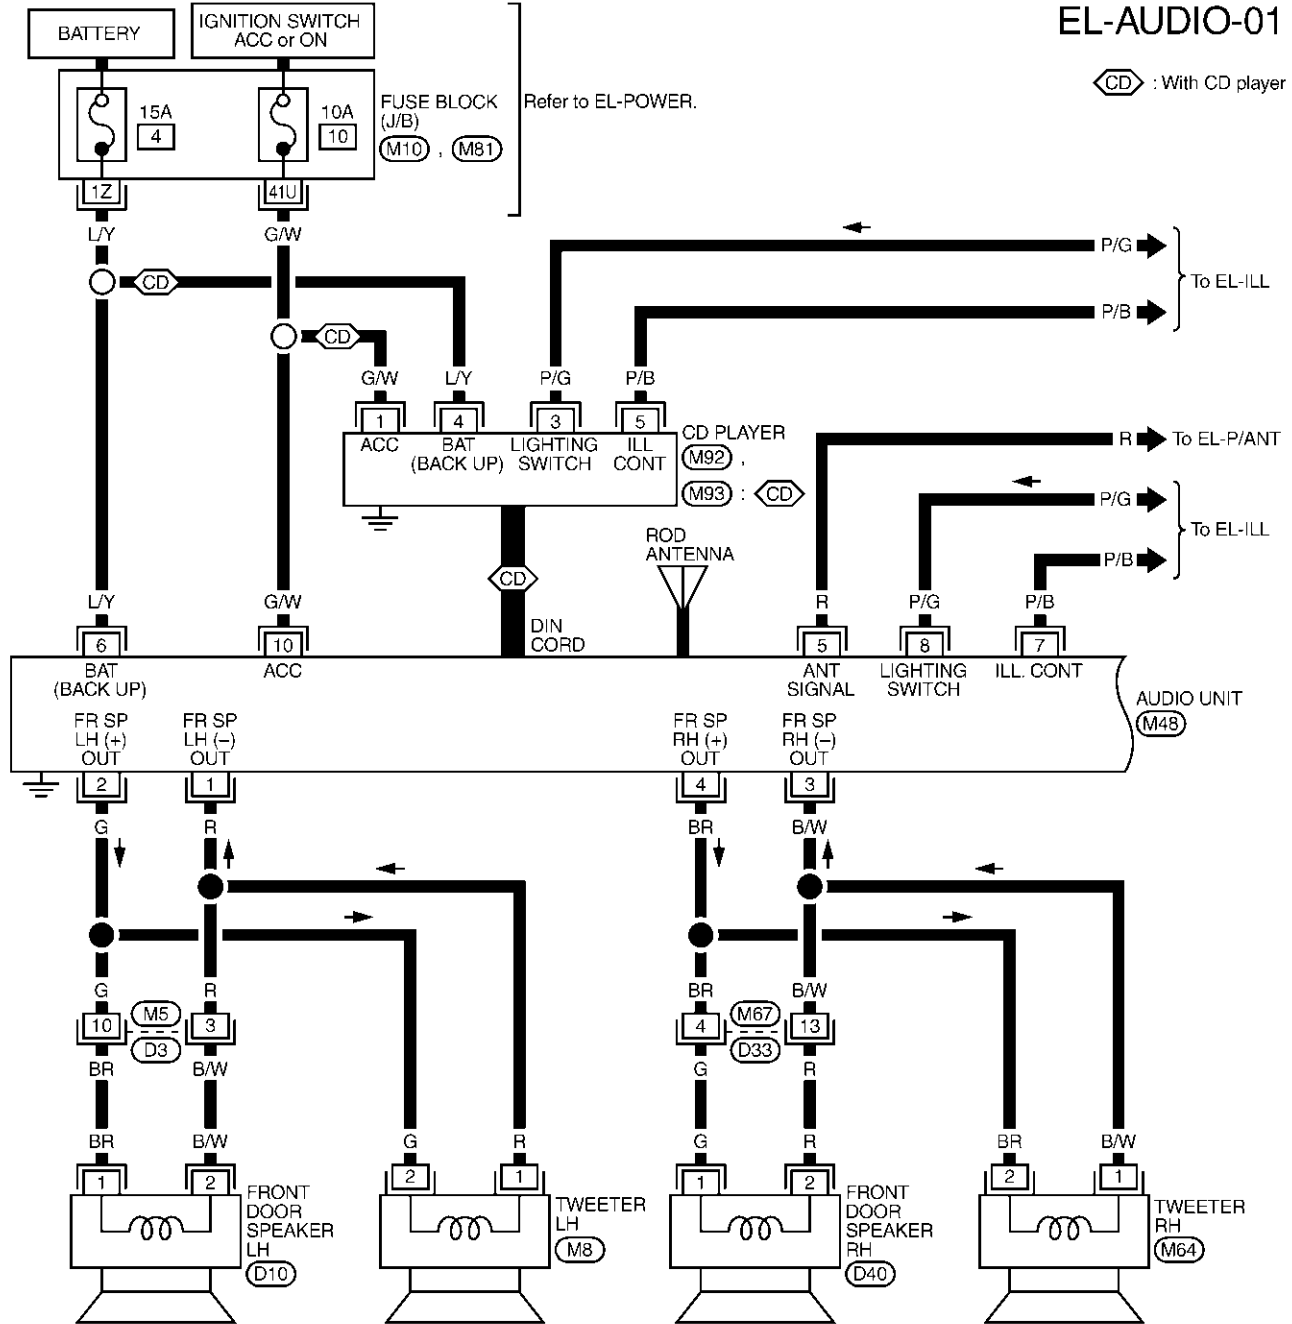 EL-AUDIO-01
CD : With CD player
BATTERY
IGNITION SWITCH
ACC or ON
15A
4
10A
10
FUSE BLOCK
(J/B)
M10 , M81
Refer to EL-POWER.
1Z
41U
L/Y
G/W
CD
CD
P/G
P/B
To EL-ILL
G/W
L/Y
P/G
P/B
1
4
3
5
ACC
BAT
(BACK UP)
LIGHTING
SWITCH
ILL
CONT
CD PLAYER
M92 ,
M93 : CD
R
To EL-P/ANT
P/G
P/B
To EL-ILL
CD
DIN
CORD
ROD
ANTENNA
L/Y
G/W
R
P/G
P/B
6
10
5
8
7
BAT
(BACK UP)
ACC
ANT
SIGNAL
LIGHTING
SWITCH
ILL. CONT
AUDIO UNIT
M48
FR SP
LH (+)
OUT
FR SP
LH (–)
OUT
FR SP
RH (+)
OUT
FR SP
RH (–)
OUT
2
1
4
3
G
R
BR
B/W
G
R
BR
B/W
10
M5
D3
3
4
M67
D33
13
BR
B/W
G
R
BR
B/W
G
R
G
R
BR
B/W
1
2
2
1
1
2
2
1
FRONT
DOOR
SPEAKER
LH
D10
TWEETER
LH
M8
FRONT
DOOR
SPEAKER
RH
D40
TWEETER
RH
M64